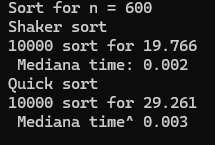 Sort for n = 600
Shaker sort
10000 sort for 19.766
 Mediana time: 0.002
Quick sort
10000 sort for 29.261
 Mediana time^ 0.003